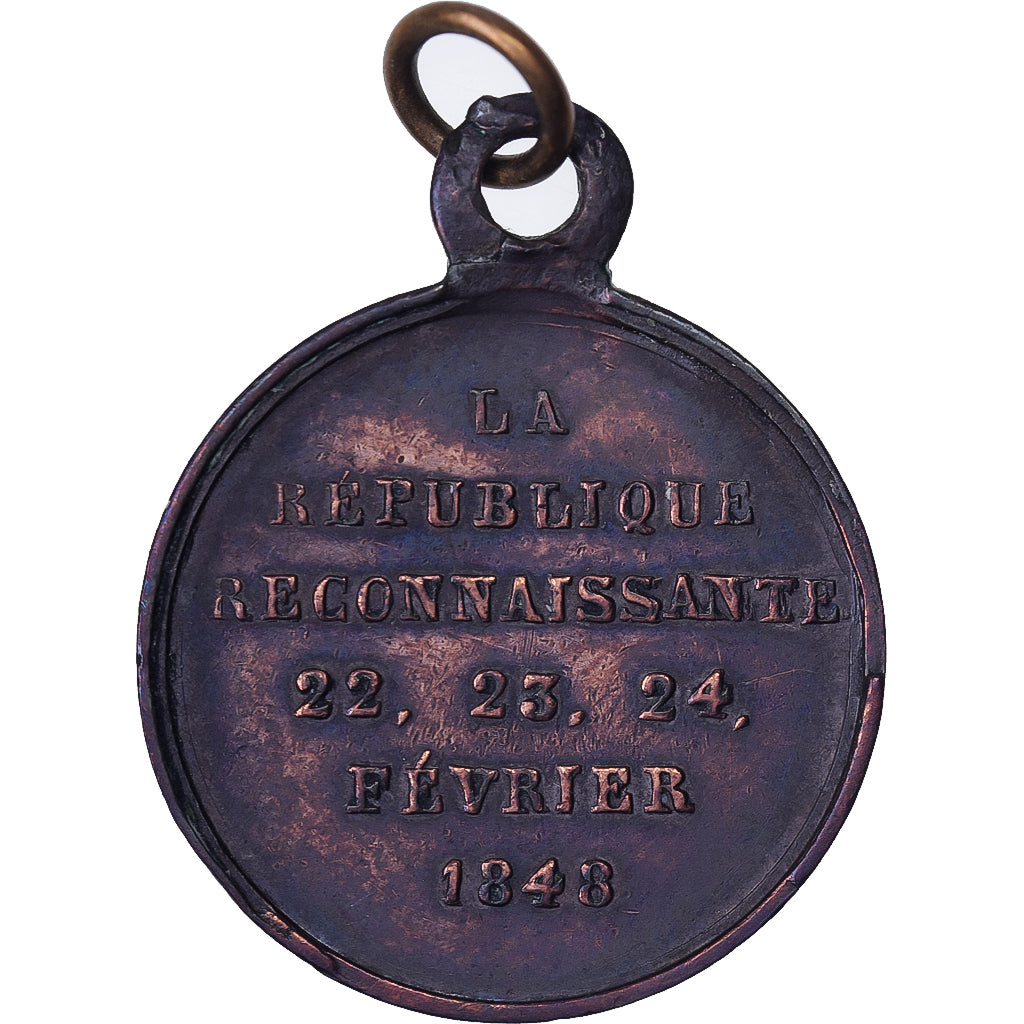 LA
RÉPUBLIQUE
RECONNAISSANTE
22, 23, 24,
FÉVRIER
1848